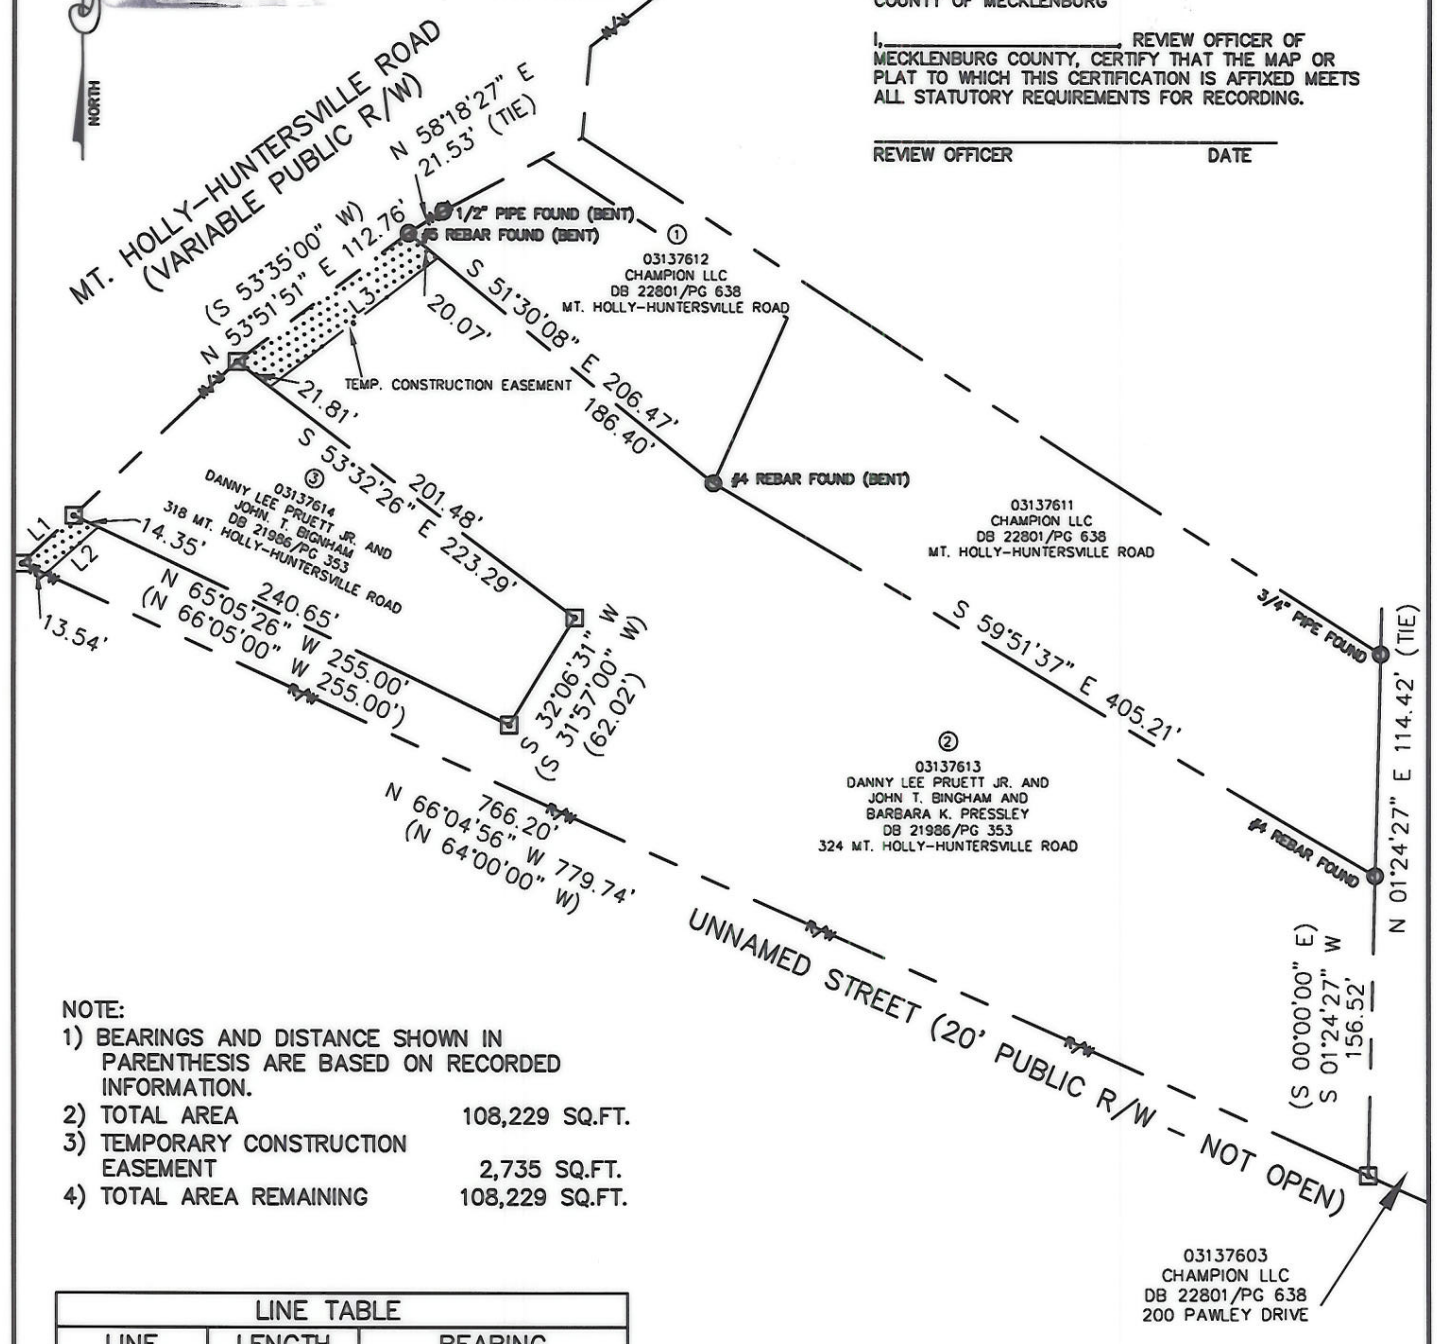 COUNTY OF MECKLENBURG
I,____________________, REVIEW OFFICER OF
MECKLENBURG COUNTY, CERTIFY THAT THE MAP OR
PLAT TO WHICH THIS CERTIFICATION IS AFFIXED MEETS
ALL STATUTORY REQUIREMENTS FOR RECORDING.
REVIEW OFFICER DATE
NORTH
MT. HOLLY-HUNTERSVILLE ROAD
(VARIABLE PUBLIC R/W)
N 58°18'27" E
21.53' (TIE)
R/W
(S 53°35'00" W)
N 53°51'51" E 112.76'
1/2" PIPE FOUND (BENT)
#5 REBAR FOUND (BENT)
L3
20.07'
TEMP. CONSTRUCTION EASEMENT
S 51°30'08" E 206.47'
186.40'
1
03137612
CHAMPION LLC
DB 22801/PG 638
MT. HOLLY-HUNTERSVILLE ROAD
#4 REBAR FOUND (BENT)
03137611
CHAMPION LLC
DB 22801/PG 638
MT. HOLLY-HUNTERSVILLE ROAD
R/W
21.81'
201.48'
S 53°32'26" E 223.29'
3
03137614
DANNY LEE PRUETT JR. AND
JOHN. T. BIGNHAM
DB 21986/PG 353
318 MT. HOLLY-HUNTERSVILLE ROAD
L1
L2
14.35'
R/W
13.54'
240.65'
N 65°05'26" W 255.00'
(N 66°05'00" W 255.00')
R/W
S 32°06'31" W
(S 31°57'00" W)
(62.02')
S 59°51'37" E 405.21'
3/4" PIPE FOUND
N 01°24'27" E 114.42' (TIE)
#4 REBAR FOUND
2
03137613
DANNY LEE PRUETT JR. AND
JOHN T. BINGHAM AND
BARBARA K. PRESSLEY
DB 21986/PG 353
324 MT. HOLLY-HUNTERSVILLE ROAD
R/W
766.20'
N 66°04'56" W 779.74'
(N 64°00'00" W)
R/W
R/W
UNNAMED STREET (20' PUBLIC R/W - NOT OPEN)
(S 00°00'00" E)
S 01°24'27" W
156.52'
03137603
CHAMPION LLC
DB 22801/PG 638
200 PAWLEY DRIVE
NOTE:
1) BEARINGS AND DISTANCE SHOWN IN
PARENTHESIS ARE BASED ON RECORDED
INFORMATION.
2) TOTAL AREA 108,229 SQ.FT.
3) TEMPORARY CONSTRUCTION
EASEMENT 2,735 SQ.FT.
4) TOTAL AREA REMAINING 108,229 SQ.FT.
LINE TABLE
LINE LENGTH BEARING